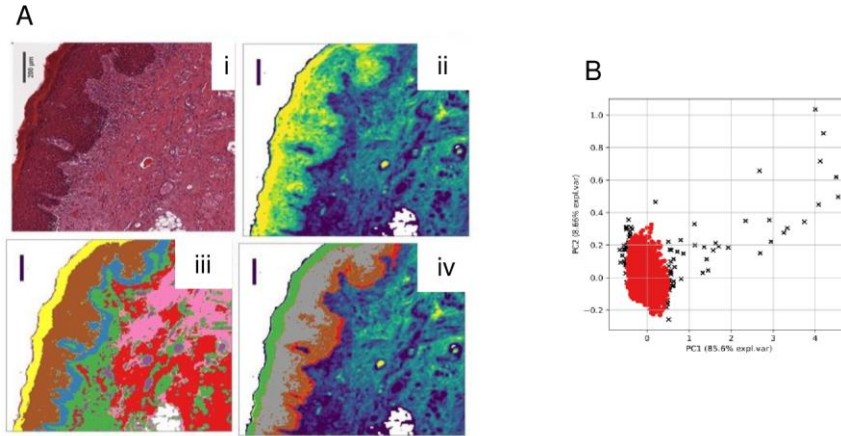 A
i
200 µm
ii
iii
iv
B
1.0
0.8
0.6
0.4
0.2
0.0
−0.2
PC2 (8.66% expl.var)
0
1
2
3
4
PC1 (85.6% expl.var)